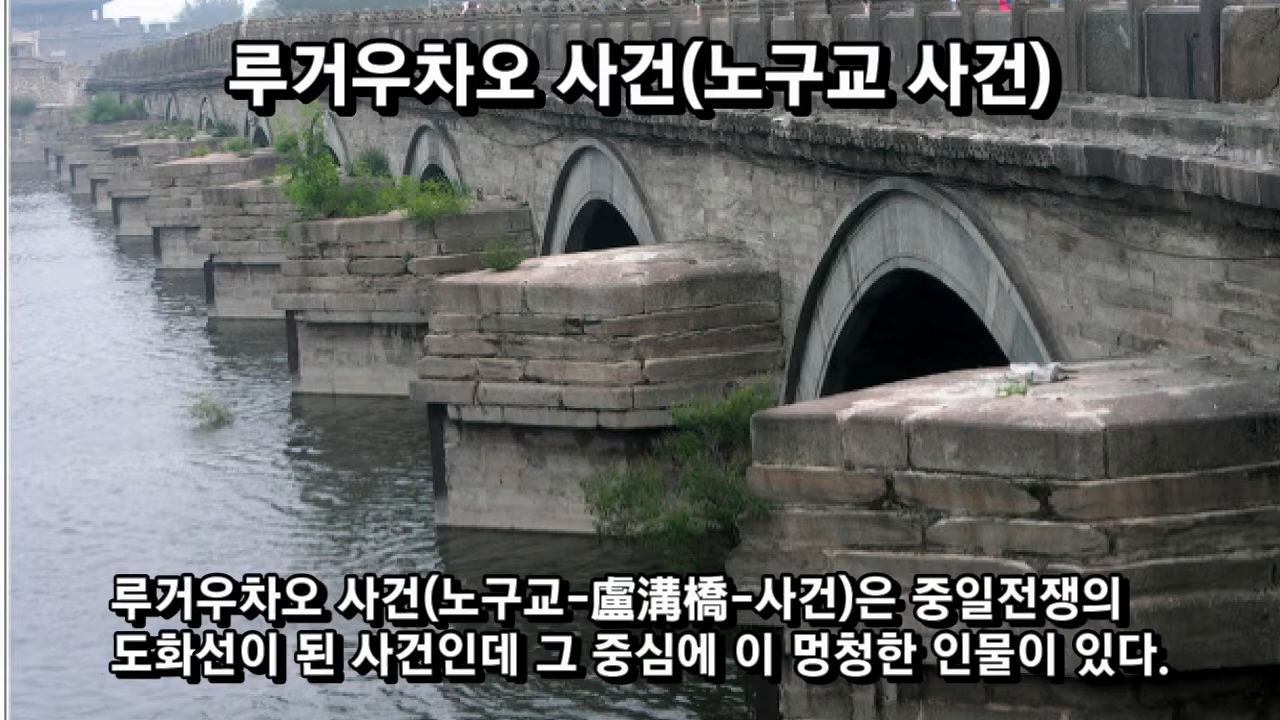 루거우차오 사건(노구교 사건)
루거우차오 사건(노구교-盧溝橋-사건)은 중일전쟁의
도화선이 된 사건인데 그 중심에 이 멍청한 인물이 있다.